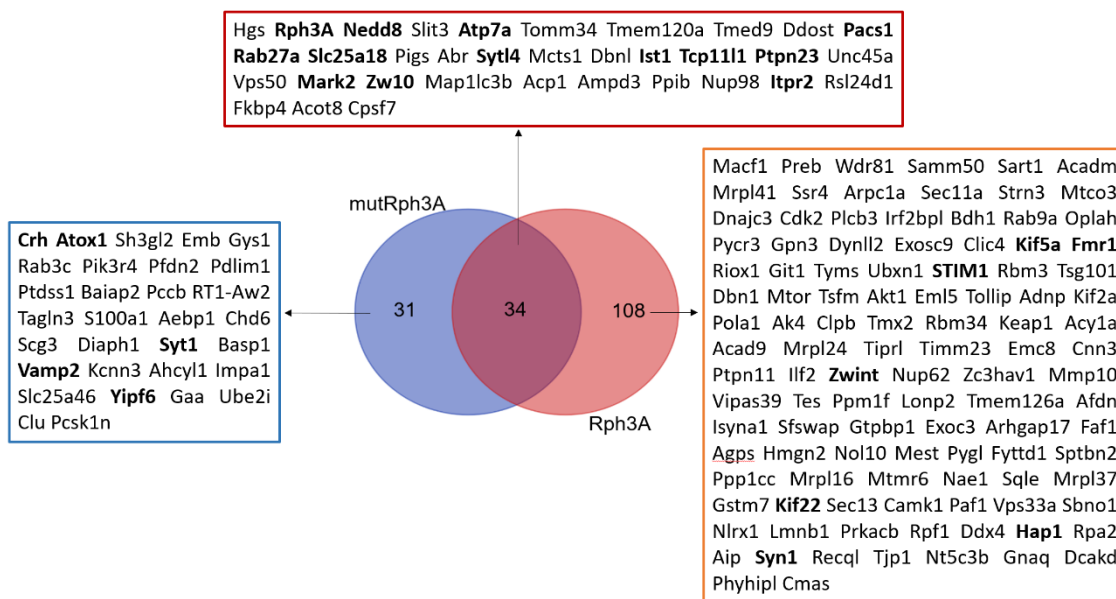 Hgs Rph3A Nedd8 Slit3 Atp7a Tomm34 Tmem120a Tmed9 Ddost Pacs1
Rab27a Slc25a18 Pigs Abr Sytl4 Mcts1 Dbnl Ist1 Tcp11l1 Ptpn23 Unc45a
Vps50 Mark2 Zw10 Map1lc3b Acp1 Ampd3 Ppib Nup98 Itpr2 Rsl24d1
Fkbp4 Acot8 Cpsf7
mutRph3A
31
34
108
Rph3A
Crh Atox1 Sh3gl2 Emb Gys1
Rab3c Pik3r4 Pfdn2 Pdlim1
Ptdss1 Baiap2 Pccb RT1-Aw2
Tagln3 S100a1 Aebp1 Chd6
Scg3 Diaph1 Syt1 Basp1
Vamp2 Kcnn3 Ahcyl1 Impa1
Slc25a46 Yipf6 Gaa Ube2i
Clu Pcsk1n
Macf1 Preb Wdr81 Samm50 Sart1 Acadm
Mrpl41 Ssr4 Arpc1a Sec11a Strn3 Mtco3
Dnajc3 Cdk2 Plcb3 Irf2bpl Bdh1 Rab9a Oplah
Pycr3 Gpn3 Dynll2 Exosc9 Clic4 Kif5a Fmr1
Riox1 Git1 Tyms Ubxn1 STIM1 Rbm3 Tsg101
Dbn1 Mtor Tsfm Akt1 Eml5 Tollip Adnp Kif2a
Pola1 Ak4 Clpb Tmx2 Rbm34 Keap1 Acy1a
Acad9 Mrpl24 Tiprl Timm23 Emc8 Cnn3
Ptpn11 Ilf2 Zwint Nup62 Zc3hav1 Mmp10
Vipas39 Tes Ppm1f Lonp2 Tmem126a Afdn
Isyna1 Sfswap Gtpbp1 Exoc3 Arhgap17 Faf1
Agps Hmgn2 Nol10 Mest Pygl Fyttd1 Sptbn2
Ppp1cc Mrpl16 Mtmr6 Nae1 Sqle Mrpl37
Gstm7 Kif22 Sec13 Camk1 Paf1 Vps33a Sbno1
Nlrx1 Lmnb1 Prkacb Rpf1 Ddx4 Hap1 Rpa2
Aip Syn1 Recql Tjp1 Nt5c3b Gnaq Dcakd
Phyhipl Cmas